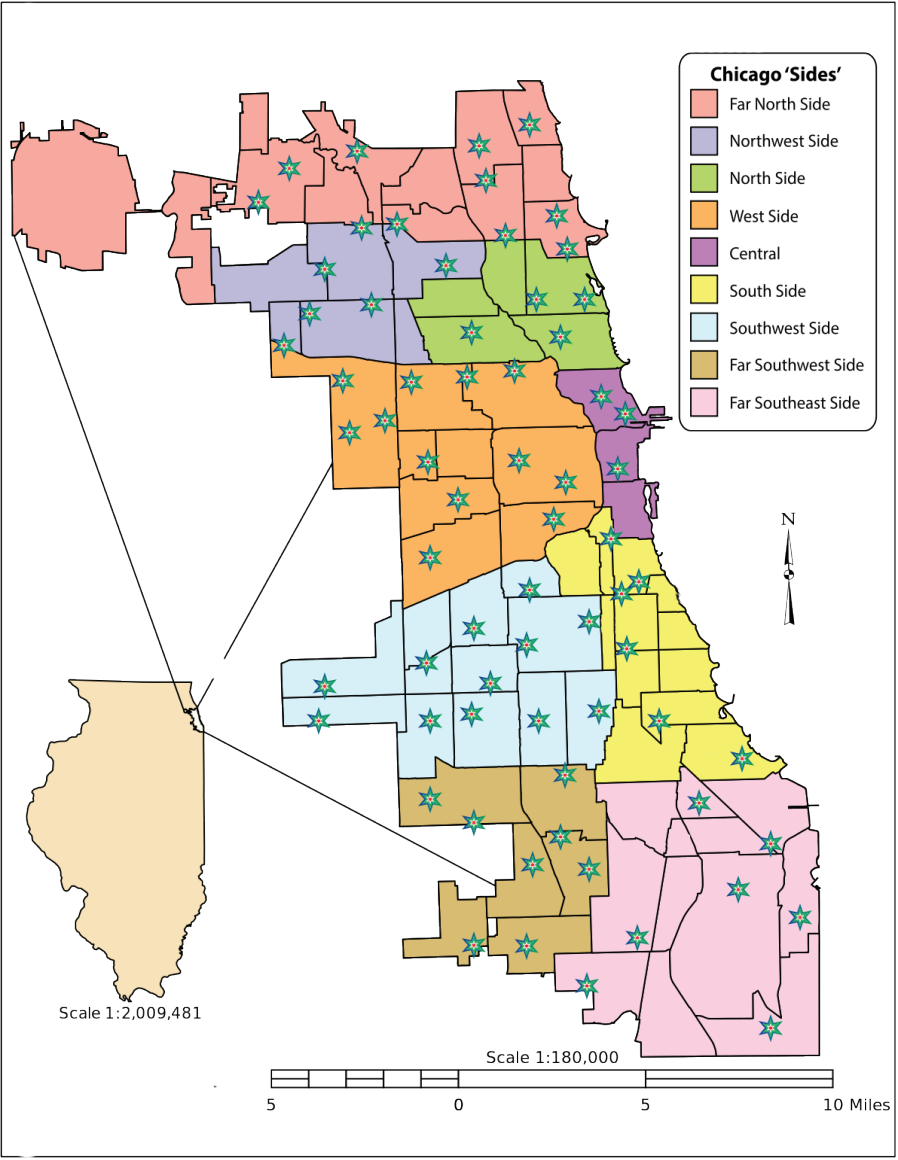 Chicago ‘Sides’
Far North Side
Northwest Side
North Side
West Side
Central
South Side
Southwest Side
Far Southwest Side
Far Southeast Side
N
Scale 1:2,009,481
Scale 1:180,000
5 0 5 10 Miles